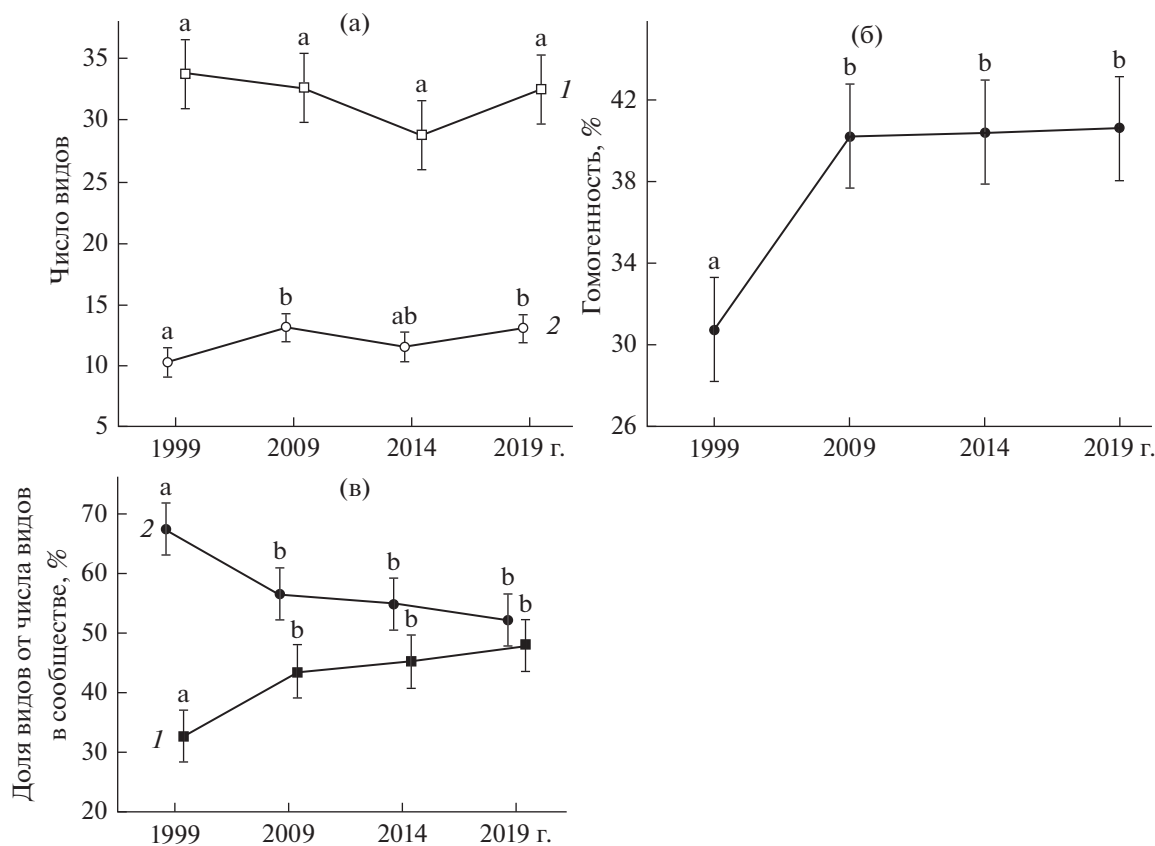 (а)
Число видов
35
30
25
20
15
10
5
a
a
a
a
1
a
b
ab
b
2
1999
2009
2014
2019 г.
(б)
Гомогенность, %
42
38
34
30
26
a
b
b
b
1999
2009
2014
2019
(в)
Доля видов от числа видов
в сообществе, %
70
60
50
40
30
20
2
a
b
b
b
1
a
b
b
b
1999
2009
2014
2019 г.